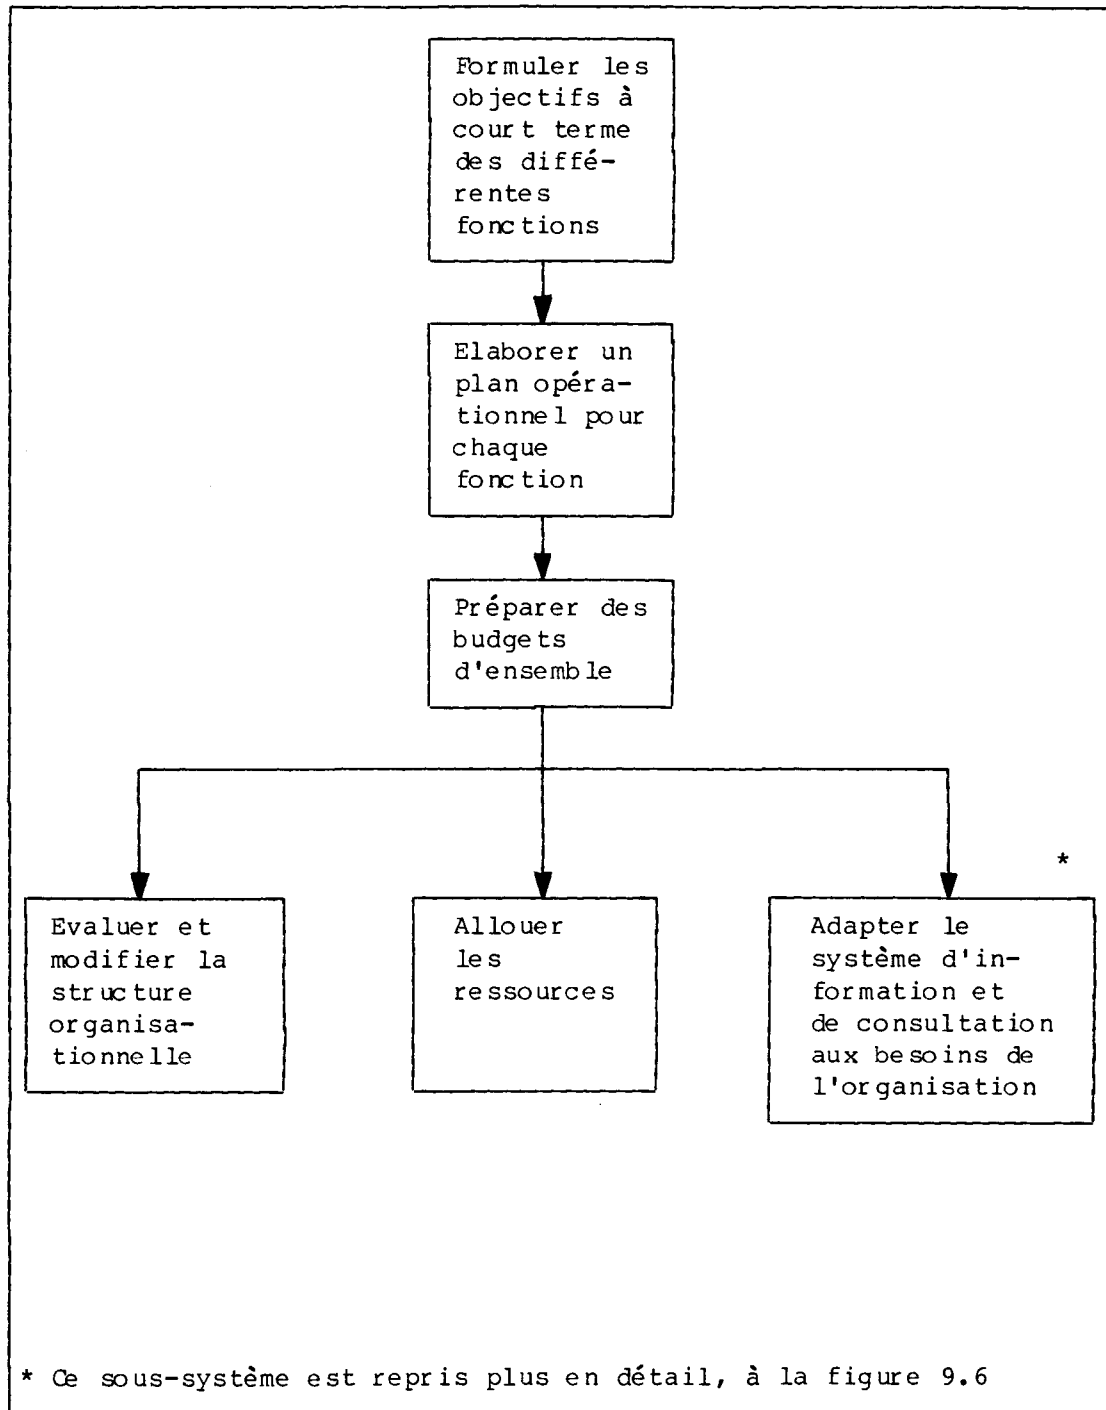 Formuler les
objectifs à
court terme
des diffé-
rentes
fonctions
Elaborer un
plan opéra-
tionnel pour
chaque
fonction
Préparer des
budgets
d'ensemble
*
Evaluer et
modifier la
structure
organisa-
tionnelle
Allouer
les
ressources
Adapter le
système d'in-
formation et
de consultation
aux besoins de
l'organisation
* Ce sous-système est repris plus en détail, à la figure 9.6